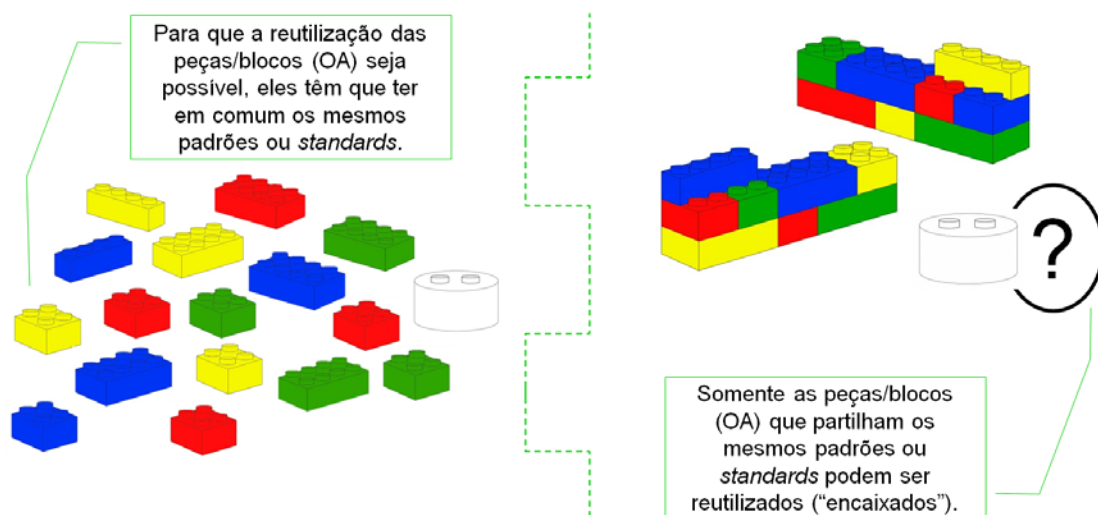 Para que a reutilização das
peças/blocos (OA) seja
possível, eles têm que ter
em comum os mesmos
padrões ou standards.
?
Somente as peças/blocos
(OA) que partilham os
mesmos padrões ou
standards podem ser
reutilizados (“encaixados”).